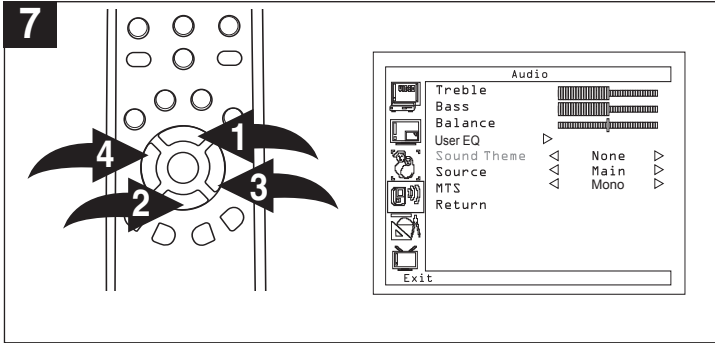 7
1
4
3
2
Audio
Treble
Bass
Balance
User EQ
Sound Theme None
Source Main
MTS Mono
Return
Exit